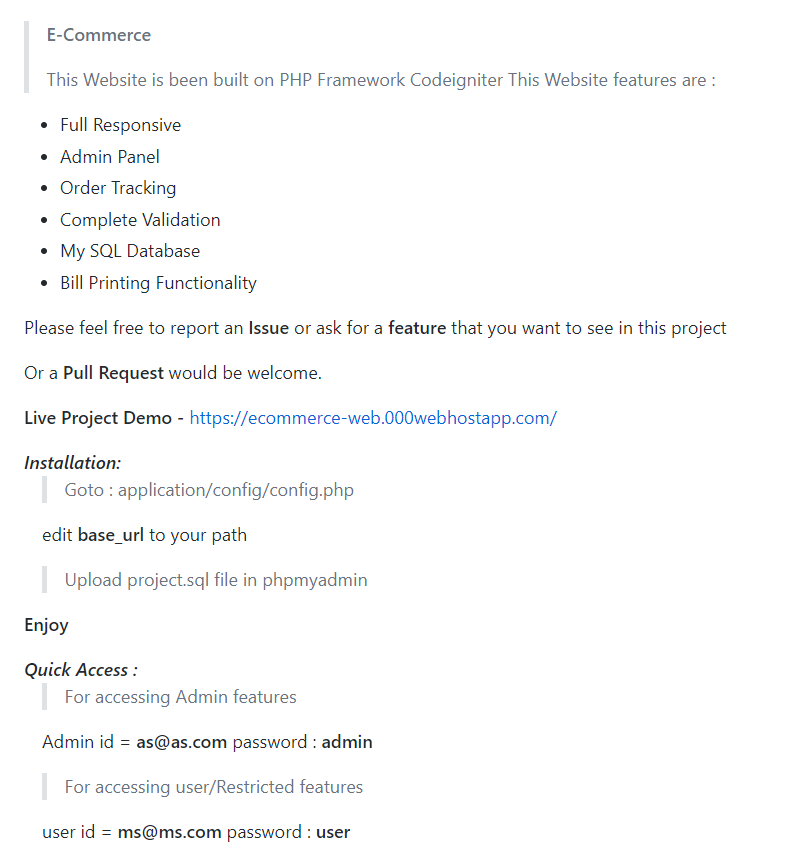 E-Commerce
This Website is been built on PHP Framework Codeigniter This Website features are :
Full Responsive
Admin Panel
Order Tracking
Complete Validation
My SQL Database
Bill Printing Functionality
Please feel free to report an Issue or ask for a feature that you want to see in this project
Or a Pull Request would be welcome.
Live Project Demo - https://ecommerce-web.000webhostapp.com/
Installation:
Goto : application/config/config.php
edit base_url to your path
Upload project.sql file in phpmyadmin
Enjoy
Quick Access :
For accessing Admin features
Admin id = as@as.com password : admin
For accessing user/Restricted features
user id = ms@ms.com password : user